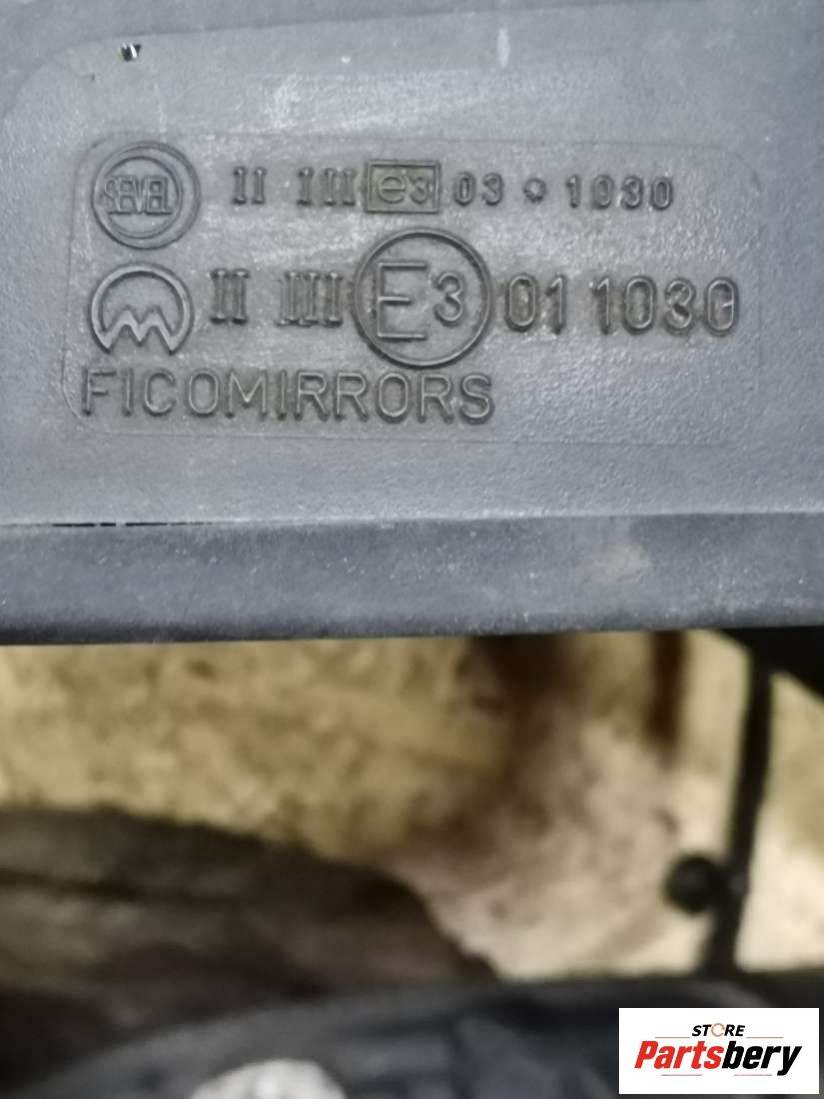 SEVEL II III e3 03 * 1030
II III E3 01 1030
FICOMIRRORS
STORE
Partsbery